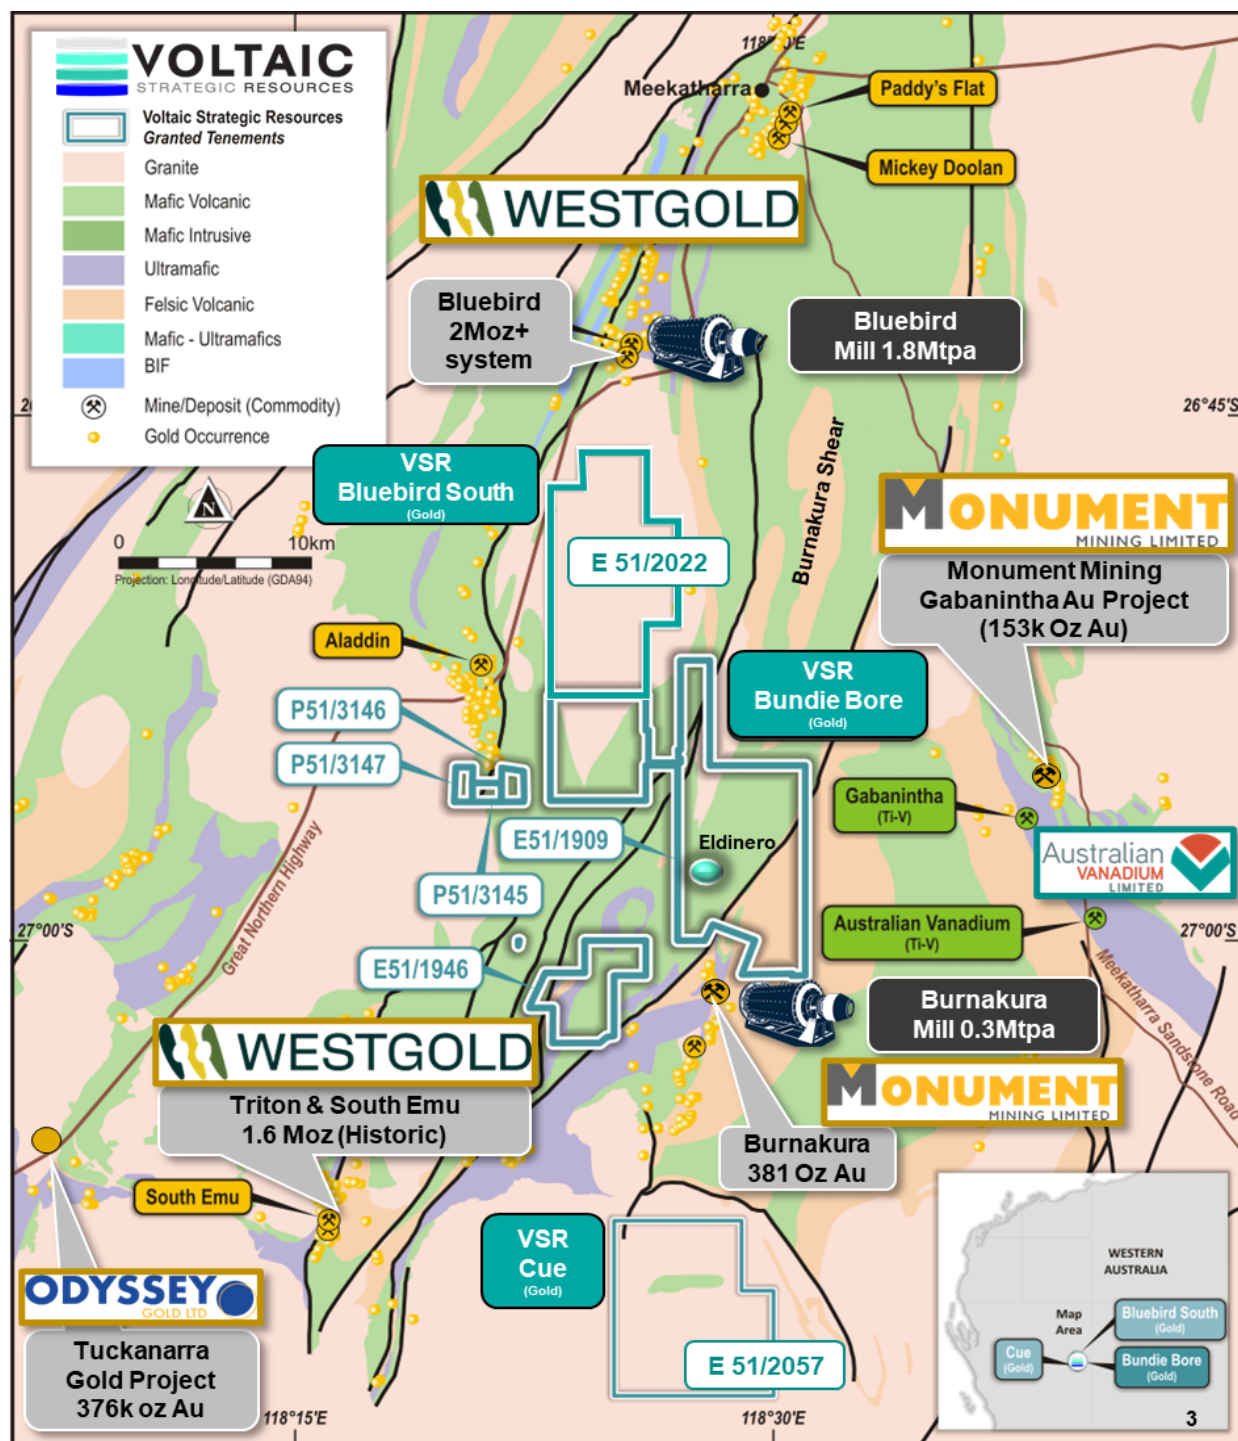 VOLTAIC
STRATEGIC RESOURCES
Voltaic Strategic Resources
Granted Tenements
Granite
Mafic Volcanic
Mafic Intrusive
Ultramafic
Felsic Volcanic
Mafic - Ultramafics
BIF
Mine/Deposit (Commodity)
Gold Occurrence
N
0 10km
Projection: Longitude/Latitude (GDA94)
Meekatharra
Paddy's Flat
Mickey Doolan
WESTGOLD
Bluebird
2Moz+
system
Bluebird
Mill 1.8Mtpa
26°45'S
VSR
Bluebird South
(Gold)
Burnakura Shear
MONUMENT
MINING LIMITED
Monument Mining
Gabanintha Au Project
(153k Oz Au)
E 51/2022
Aladdin
VSR
Bundie Bore
(Gold)
P51/3146
P51/3147
Gabanintha
(Ti-V)
E51/1909
Eldinero
Australian
VANADIUM
LIMITED
P51/3145
Great Northern Highway
Australian Vanadium
(Ti-V)
27°00'S
27°00'S
E51/1946
Meekatharra Sandstone Road
Burnakura
Mill 0.3Mtpa
WESTGOLD
Triton & South Emu
1.6 Moz (Historic)
MONUMENT
MINING LIMITED
Burnakura
381 Oz Au
South Emu
VSR
Cue
(Gold)
E 51/2057
ODYSSEY
GOLD LTD
Tuckanarra
Gold Project
376k oz Au
118°15'E
118°30'E
WESTERN
AUSTRALIA
Map
Area
Bluebird South
(Gold)
Cue
(Gold)
Bundie Bore
(Gold)
3